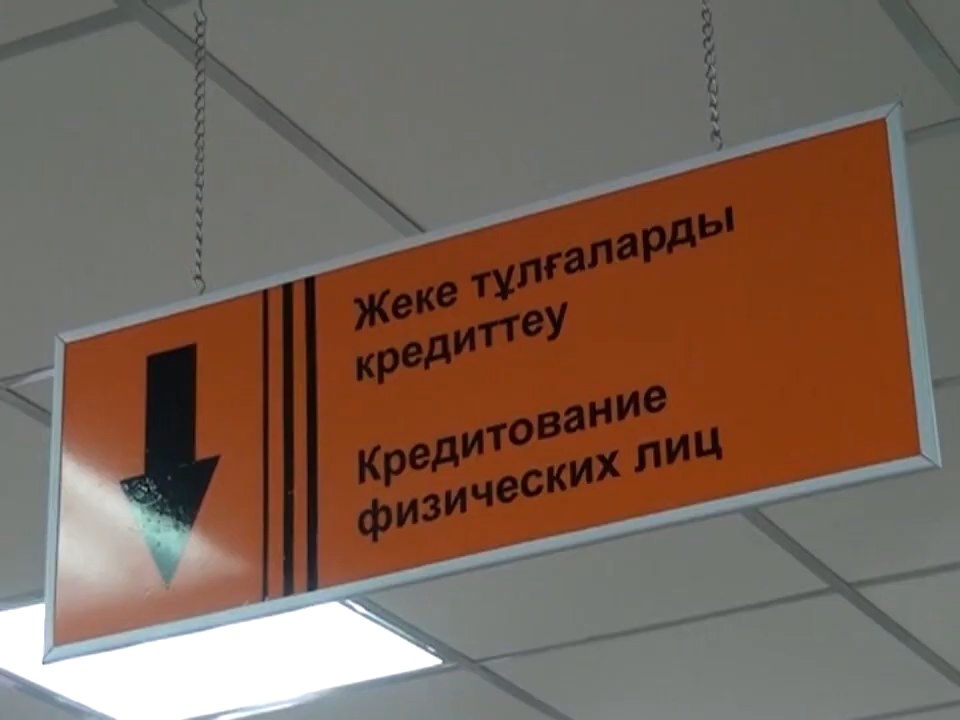 Жеке тұлғаларды
кредиттеу
Кредитование
физических лиц